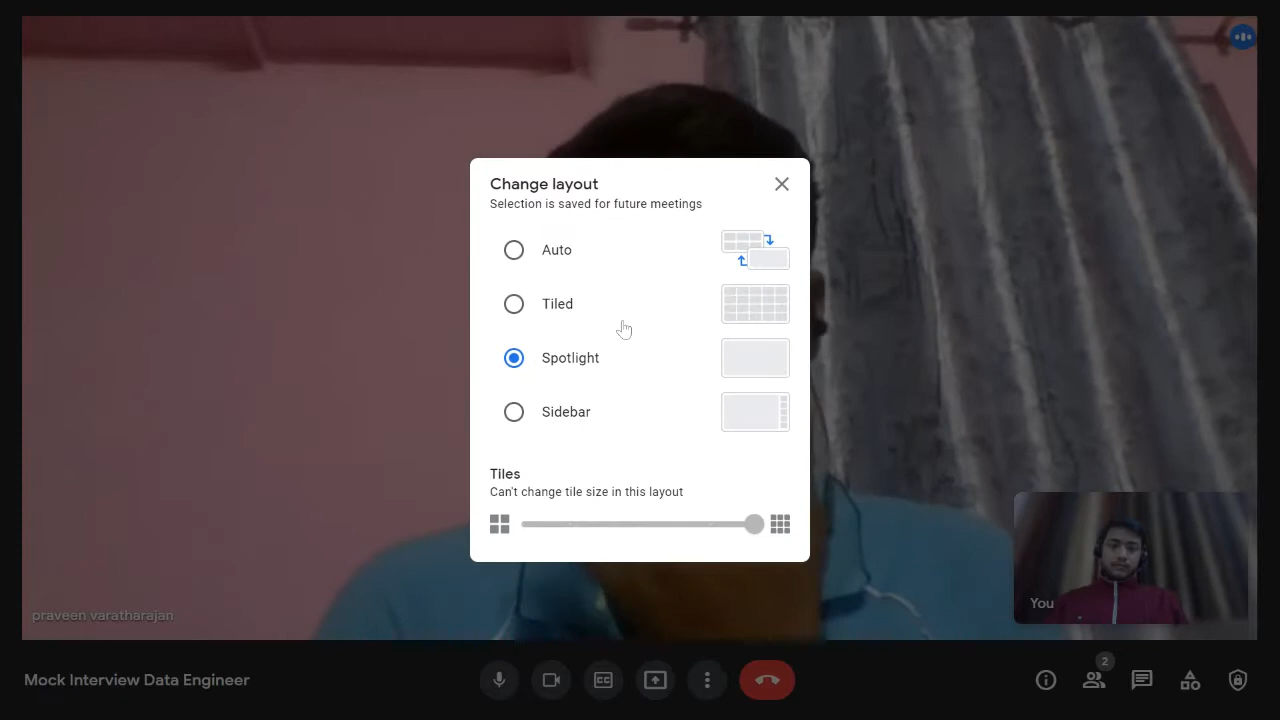 Change layout
Selection is saved for future meetings
Auto
Tiled
Spotlight
Sidebar
Tiles
Can't change tile size in this layout
praveen varatharajan
You
Mock Interview Data Engineer
2